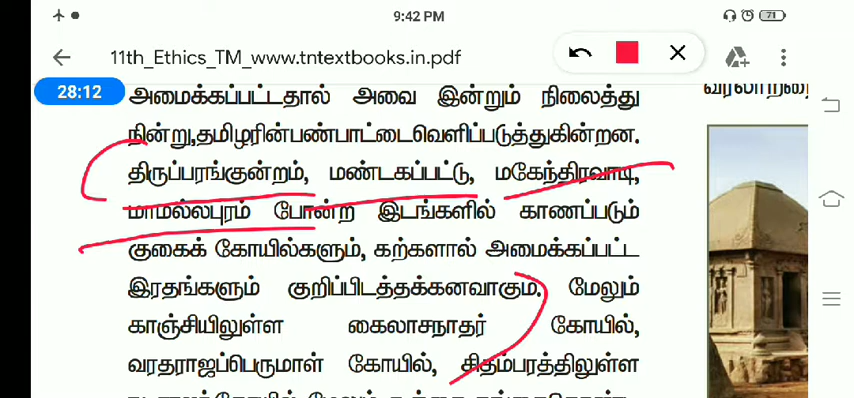 9:42 PM
71
11th_Ethics_TM_www.tntextbooks.in.pdf
28:12
அமைக்கப்பட்டதால் அவை இன்றும் நிலைத்து
நின்று,தமிழரின்பண்பாட்டைவெளிப்படுத்துகின்றன.
திருப்பரங்குன்றம், மண்டகப்பட்டு, மகேந்திரவாடி,
மாமல்லபுரம் போன்ற இடங்களில் காணப்படும்
குகைக் கோயில்களும், கற்களால் அமைக்கப்பட்ட
இரதங்களும் குறிப்பிடத்தக்கனவாகும். மேலும்
காஞ்சியிலுள்ள கைலாசநாதர் கோயில்,
வரதராஜப்பெருமாள் கோயில், சிதம்பரத்திலுள்ள